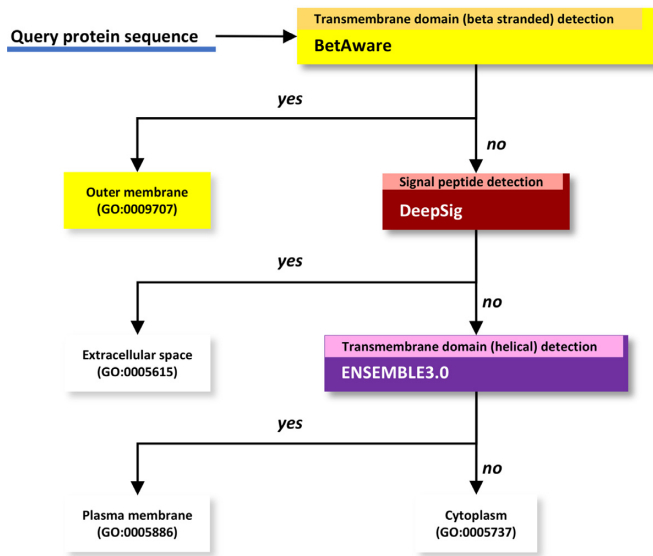 Query protein sequence
Transmembrane domain (beta stranded) detection
BetAware
yes
no
Outer membrane
(GO:0009707)
Signal peptide detection
DeepSig
yes
no
Extracellular space
(GO:0005615)
Transmembrane domain (helical) detection
ENSEMBLE3.0
yes
no
Plasma membrane
(GO:0005886)
Cytoplasm
(GO:0005737)